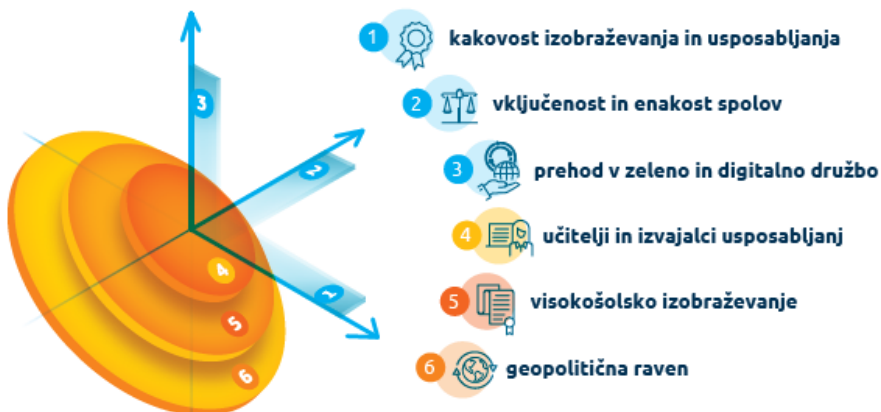 3
2
1
4
5
6
1 kakovost izobraževanja in usposabljanja
2 vključenost in enakost spolov
3 prehod v zeleno in digitalno družbo
4 učitelji in izvajalci usposabljanj
5 visokošolsko izobraževanje
6 geopolitična raven